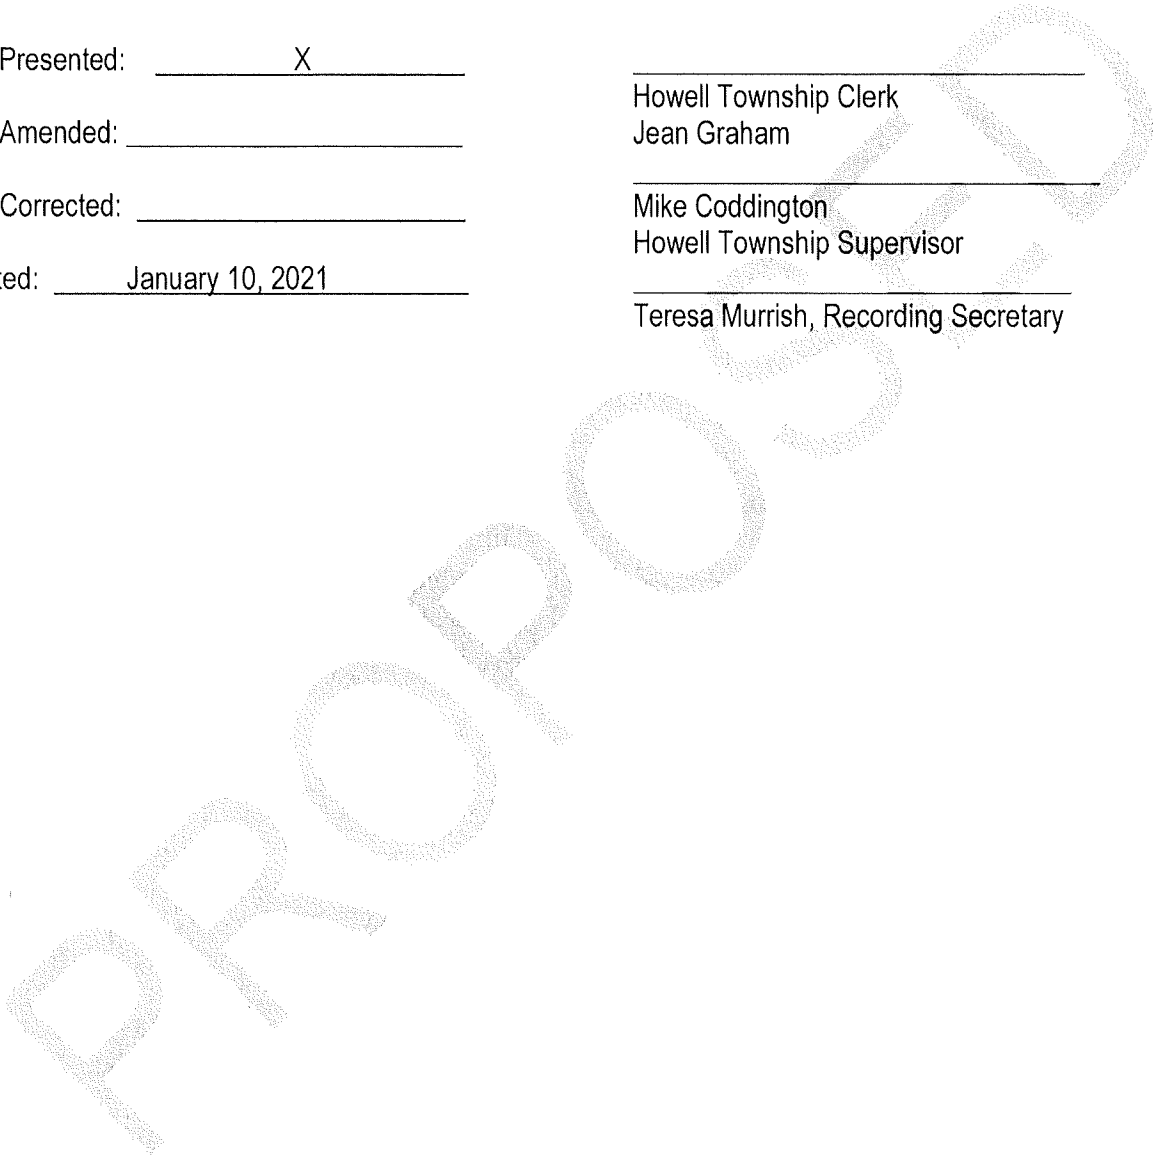 Presented: X
Amended:
Corrected:
ted: January 10, 2021
Howell Township Clerk
Jean Graham
Mike Coddington
Howell Township Supervisor
Teresa Murrish, Recording Secretary
PROPOSED